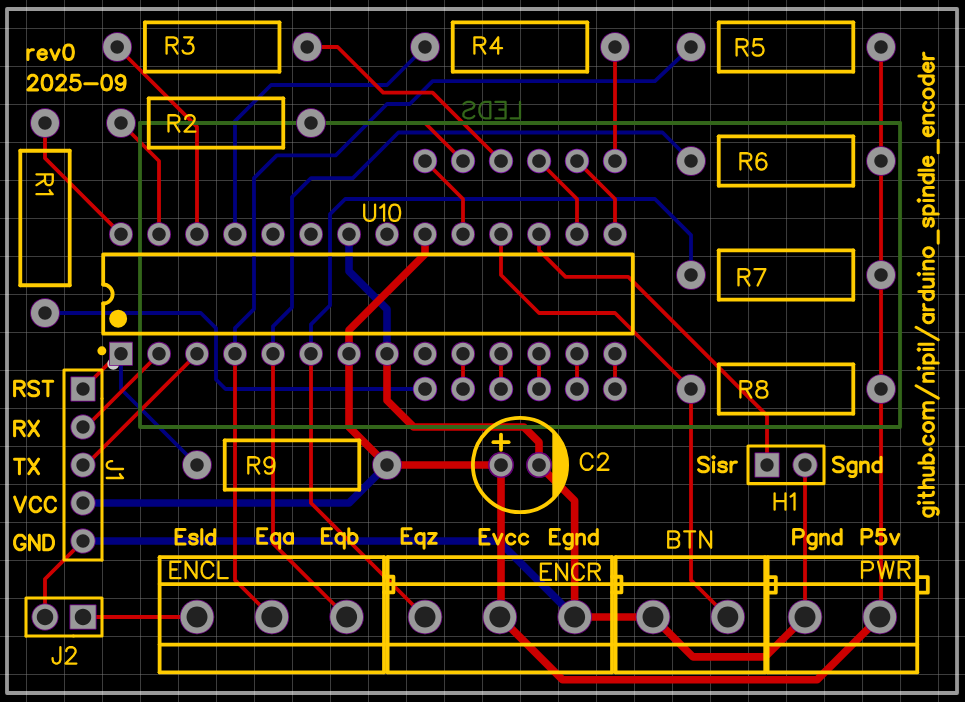 rev0
2025-09
R3
R4
R5
R2
LEDS
R1
R6
U10
R7
R8
RST
RX
TX
VCC
GND
J1
R9
C2
Sisr
Sgnd
H1
Esld
Eqa
Eqb
Eqz
Evcc
Egnd
BTN
Pgnd
P5v
ENCL
ENCR
PWR
J2
github.com/nipil/arduino_spindle_encoder